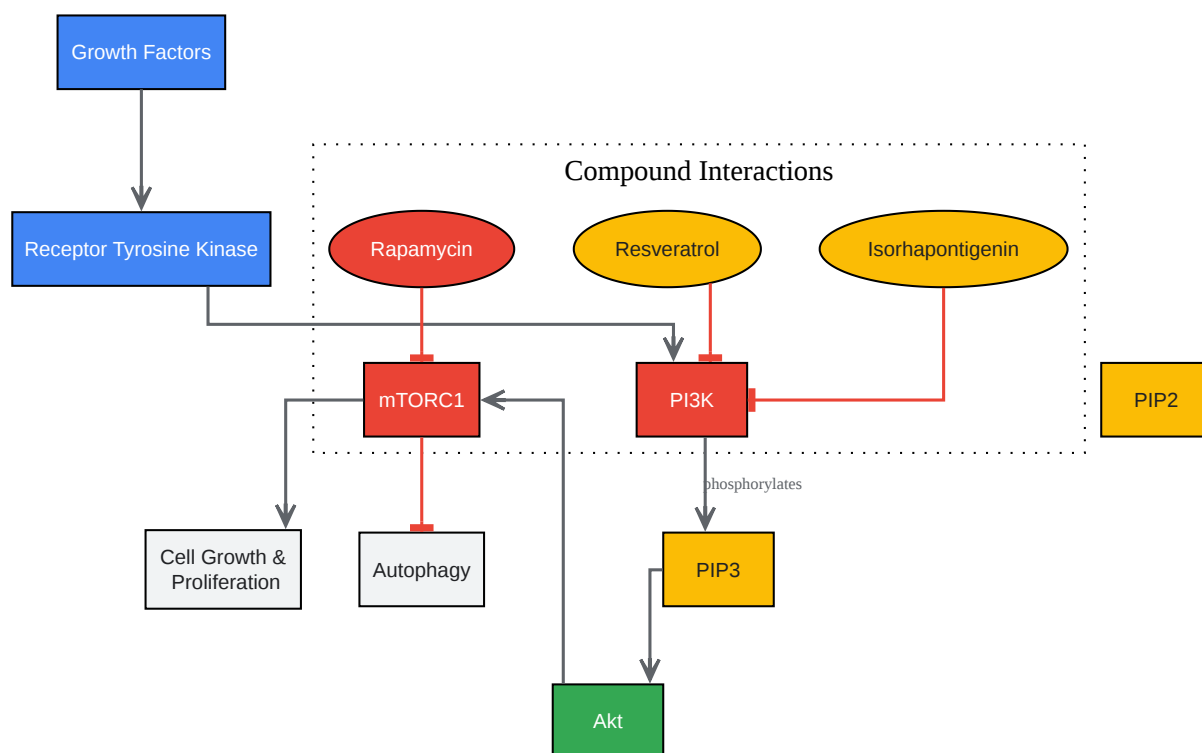 Growth Factors
Compound Interactions
Receptor Tyrosine Kinase
Rapamycin
Resveratrol
Isorhapontigenin
mTORC1
PI3K
PIP2
phosphorylates
Cell Growth &
Proliferation
Autophagy
PIP3
Akt